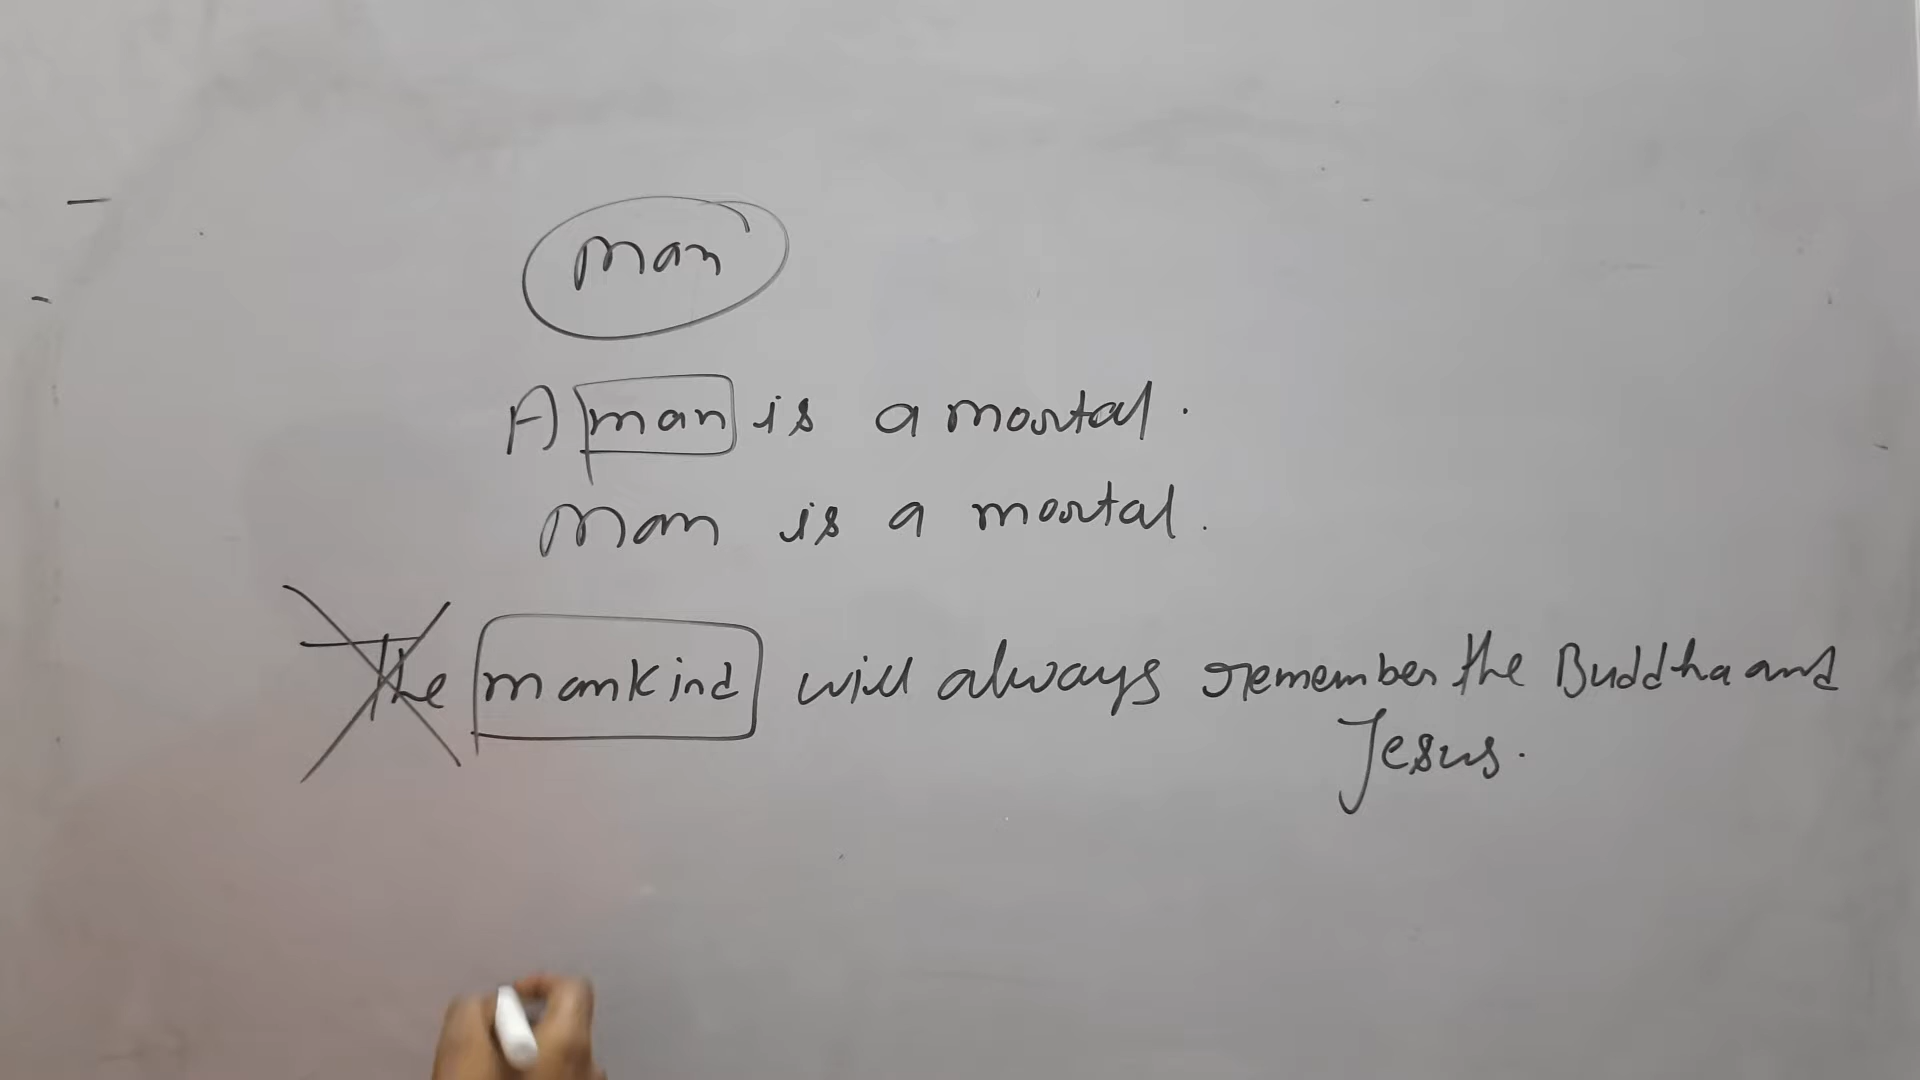 man
A man is a mortal.
man is a mortal.
The mankind will always remember the Buddha and
Jesus.